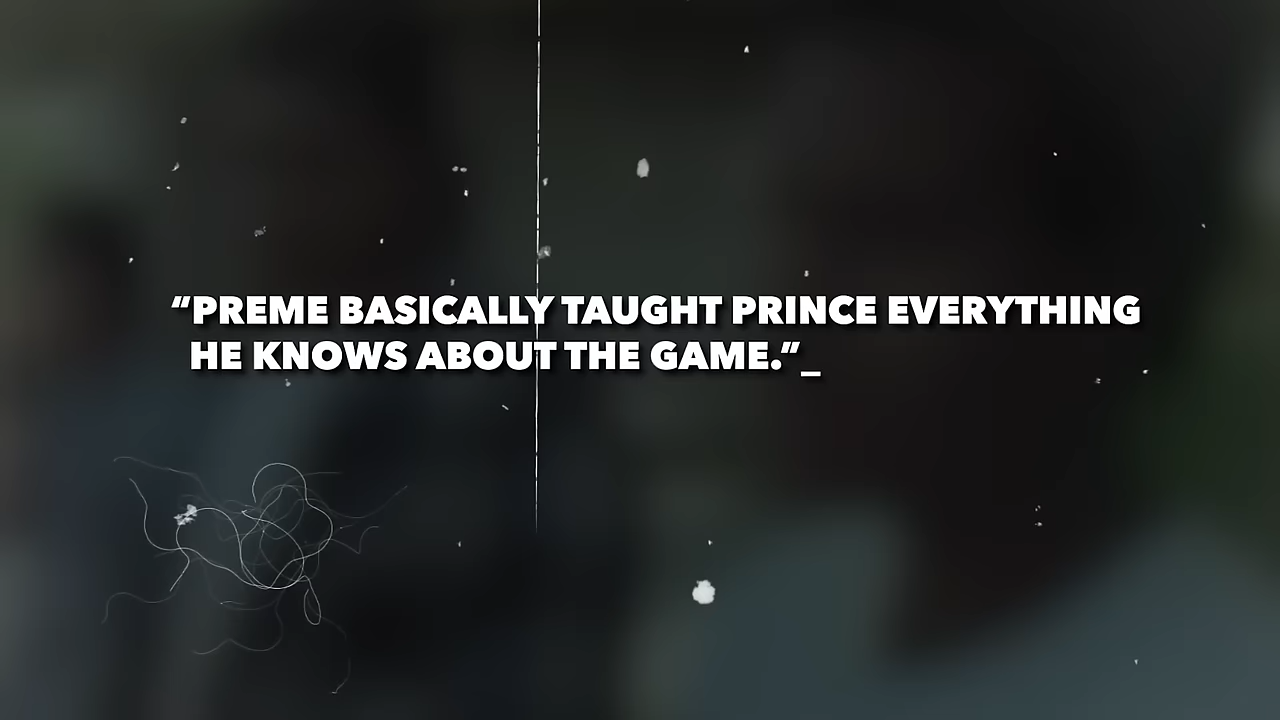 “PREME BASICALLY TAUGHT PRINCE EVERYTHING
HE KNOWS ABOUT THE GAME.”_